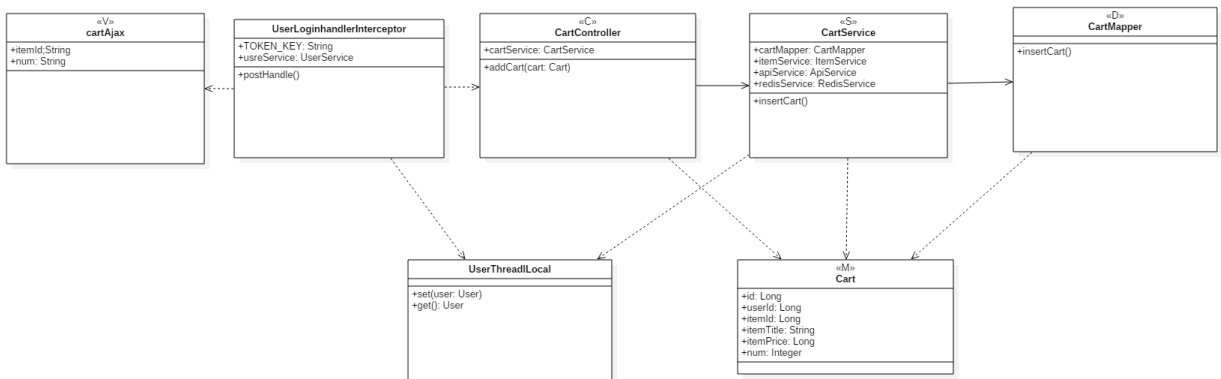 «V»
cartAjax
+itemId;String
+num: String
UserLoginhandlerInterceptor
+TOKEN_KEY: String
+usreService: UserService
+postHandle()
«C»
CartController
+cartService: CartService
+addCart(cart: Cart)
«S»
CartService
+cartMapper: CartMapper
+itemService: ItemService
+apiService: ApiService
+redisService: RedisService
+insertCart()
«D»
CartMapper
+insertCart()
UserThreadlLocal
+set(user: User)
+get(): User
«M»
Cart
+id: Long
+userId: Long
+itemId: Long
+itemTitle: String
+itemPrice: Long
+num: Integer